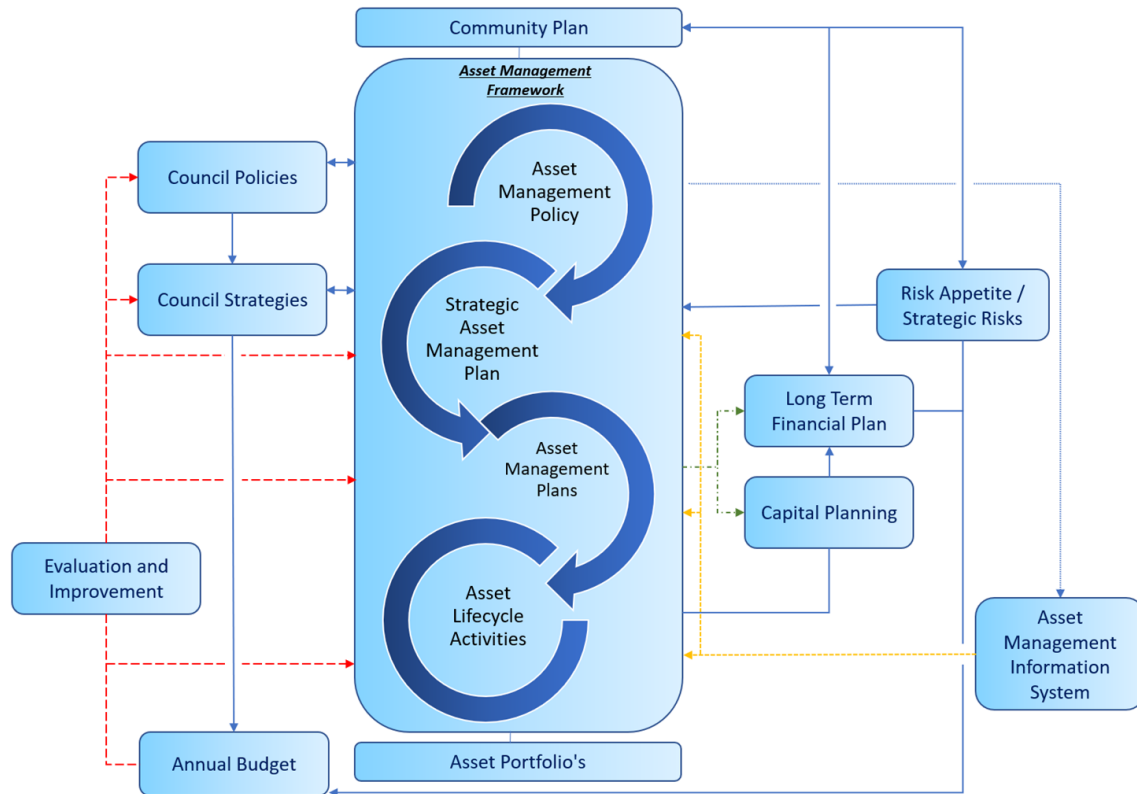 Community Plan
Asset Management
Framework
Asset
Management
Policy
Council Policies
Council Strategies
Strategic
Asset
Management
Plan
Risk Appetite /
Strategic Risks
Long Term
Financial Plan
Asset
Management
Plans
Capital Planning
Evaluation and
Improvement
Asset
Lifecycle
Activities
Asset
Management
Information
System
Annual Budget
Asset Portfolio's